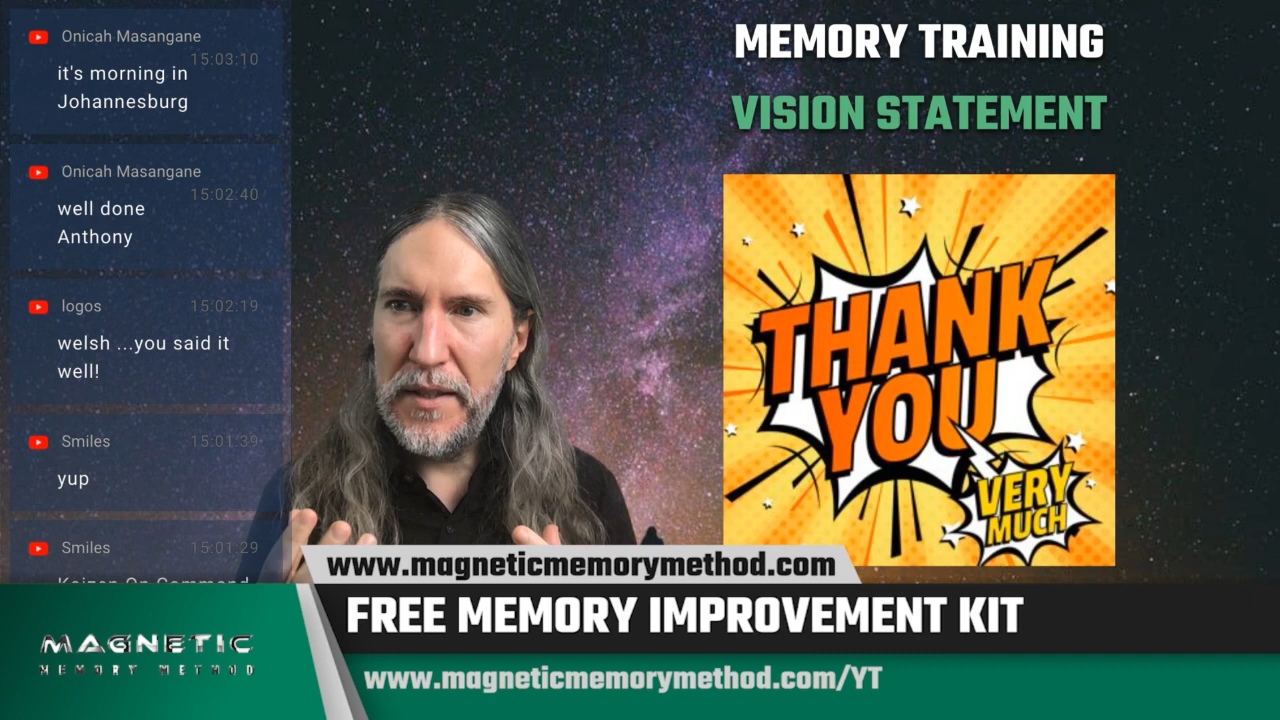 Onicah Masangane
15:03:10
it's morning in
Johannesburg
Onicah Masangane
15:02:40
well done
Anthony
logos 15:02:19
welsh ...you said it
well!
Smiles 15:01:39
yup
Smiles 15:01:29
Kaizen On Command
MEMORY TRAINING
VISION STATEMENT
THANK
YOU
VERY
MUCH
www.magneticmemorymethod.com
FREE MEMORY IMPROVEMENT KIT
www.magneticmemorymethod.com/YT
MAGNETIC
MEMORY METHOD